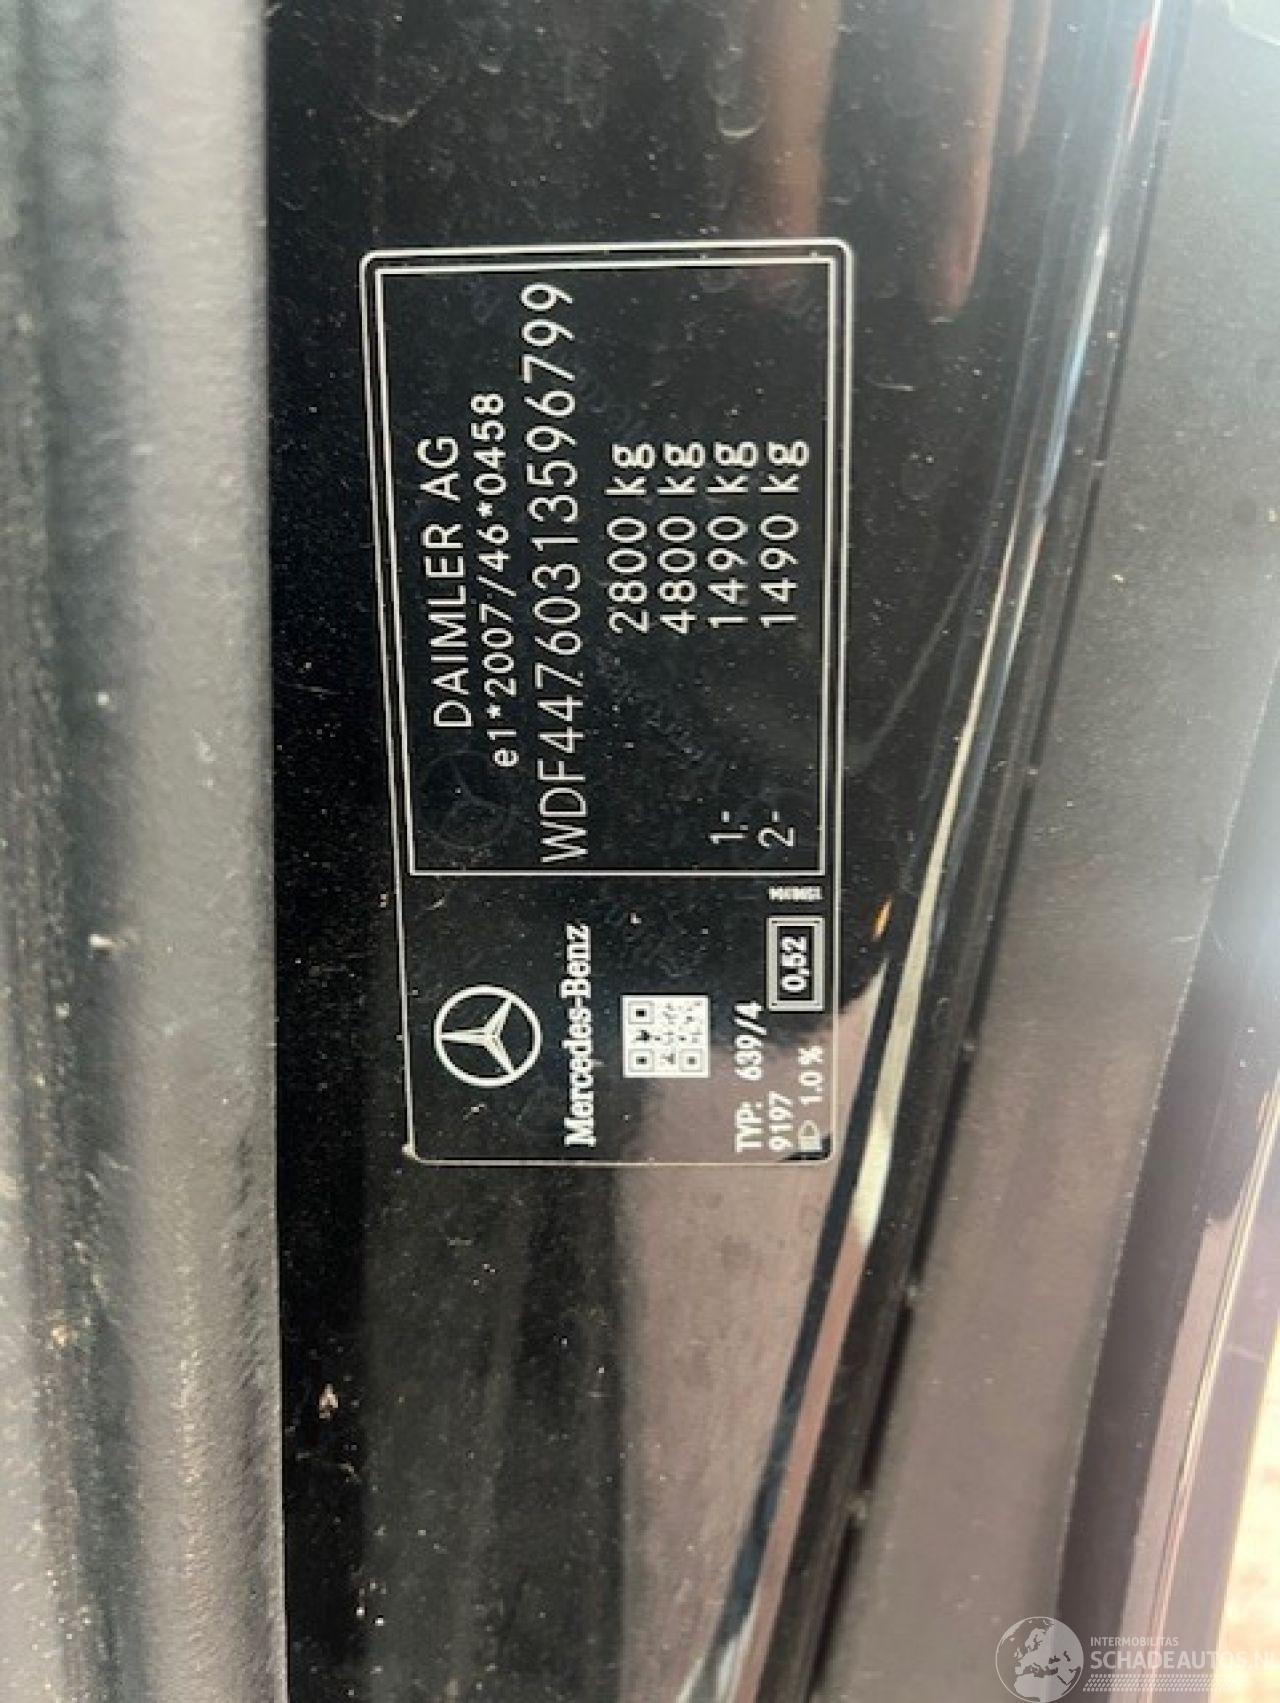 DAIMLER AG
e1*2007/46*0458
WDF44760313596799
2800 kg
4800 kg
1- 1490 kg
2- 1490 kg
Mercedes-Benz
TYP: 639/4
9197
1.0 %
0,52
INTERMOBILITAS
SCHADEAUTOS.NL